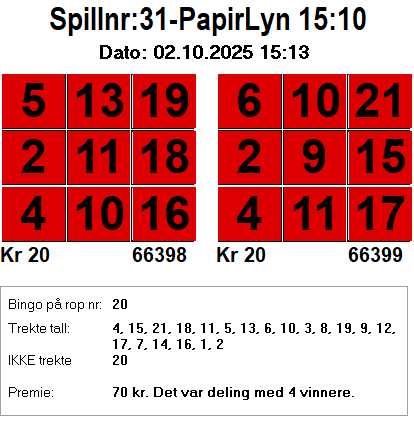 Spillnr:31-PapirLyn 15:10
Dato: 02.10.2025 15:13
5 13 19 6 10 21
2 11 18 2 9 15
4 10 16 4 11 17
Kr 20 66398 Kr 20 66399
Bingo på rop nr: 20
Trekte tall: 4, 15, 21, 18, 11, 5, 13, 6, 10, 3, 8, 19, 9, 12,
17, 7, 14, 16, 1, 2
IKKE trekte 20
Premie: 70 kr. Det var deling med 4 vinnere.